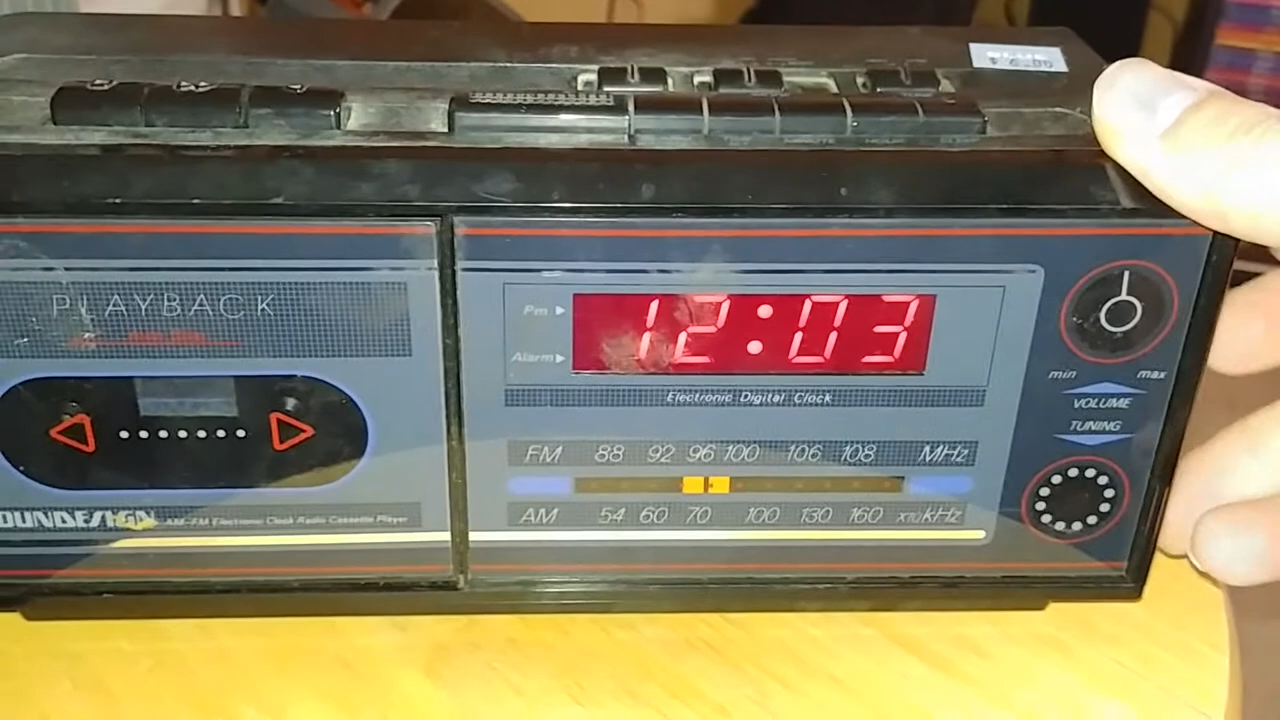 PLAYBACK
Pm
12:03
Alarm
Electronic Digital Clock
min max
VOLUME
TUNING
FM 88 92 96 100 106 108 MHz
AM 54 60 70 100 130 160 x10 kHz
OUNDESIGN AM-FM Electronic Clock Radio Cassette Player